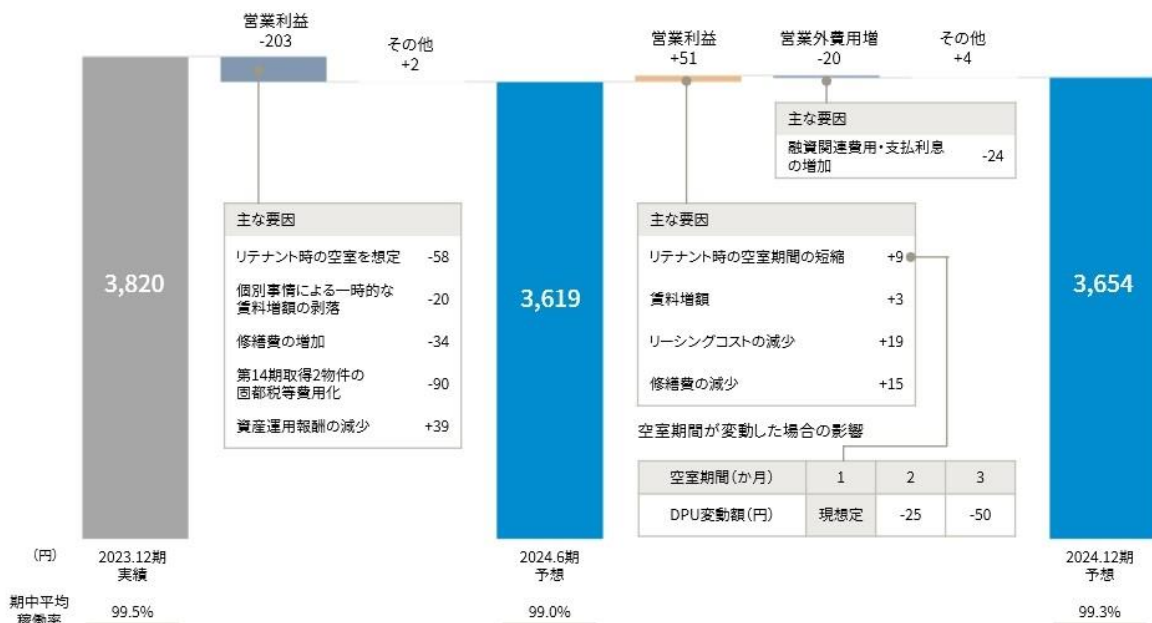 営業利益
-203
その他
+2
営業利益
+51
営業外費用増
-20
その他
+4
主な要因
融資関連費用・支払利息
の増加
-24
主な要因
リテナント時の空室を想定 -58
個別事情による一時的な
賃料増額の剥落
-20
修繕費の増加 -34
第14期取得2物件の
固都税等費用化
-90
資産運用報酬の減少 +39
主な要因
リテナント時の空室期間の短縮 +9
賃料増額 +3
リーシングコストの減少 +19
修繕費の減少 +15
空室期間が変動した場合の影響
空室期間(か月) 1 2 3
DPU変動額(円) 現想定 -25 -50
3,820
3,619
3,654
(円)
2023.12期
実績
2024.6期
予想
2024.12期
予想
期中平均
稼働率
99.5% 99.0% 99.3%